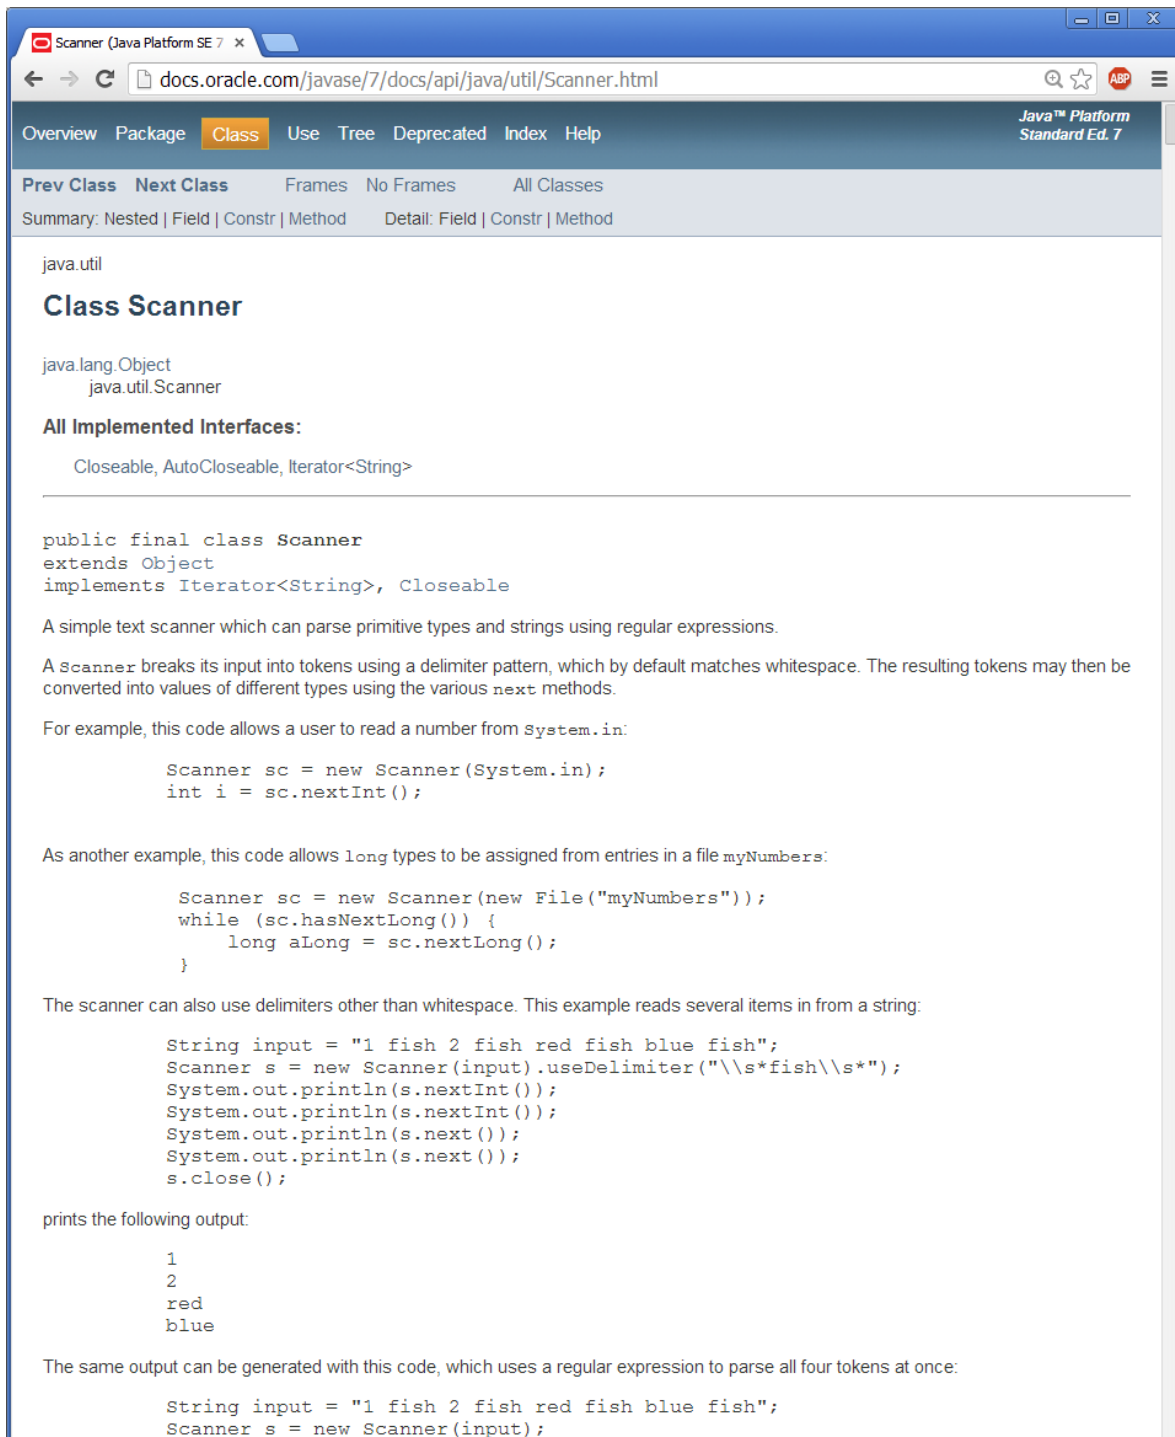 Scanner (Java Platform SE 7
docs.oracle.com/javase/7/docs/api/java/util/Scanner.html
ABP
Overview Package Class Use Tree Deprecated Index Help
Java™ Platform
Standard Ed. 7
Prev Class Next Class Frames No Frames All Classes
Summary: Nested | Field | Constr | Method Detail: Field | Constr | Method
java.util
Class Scanner
java.lang.Object
java.util.Scanner
All Implemented Interfaces:
Closeable, AutoCloseable, Iterator<String>
public final class Scanner
extends Object
implements Iterator<String>, Closeable
A simple text scanner which can parse primitive types and strings using regular expressions.
A Scanner breaks its input into tokens using a delimiter pattern, which by default matches whitespace. The resulting tokens may then be
converted into values of different types using the various next methods.
For example, this code allows a user to read a number from System.in:
Scanner sc = new Scanner(System.in);
int i = sc.nextInt();
As another example, this code allows long types to be assigned from entries in a file myNumbers:
Scanner sc = new Scanner(new File("myNumbers"));
while (sc.hasNextLong()) {
long aLong = sc.nextLong();
}
The scanner can also use delimiters other than whitespace. This example reads several items in from a string:
String input = "1 fish 2 fish red fish blue fish";
Scanner s = new Scanner(input).useDelimiter("\\s*fish\\s*");
System.out.println(s.nextInt());
System.out.println(s.nextInt());
System.out.println(s.next());
System.out.println(s.next());
s.close();
prints the following output:
1
2
red
blue
The same output can be generated with this code, which uses a regular expression to parse all four tokens at once:
String input = "1 fish 2 fish red fish blue fish";
Scanner s = new Scanner(input);